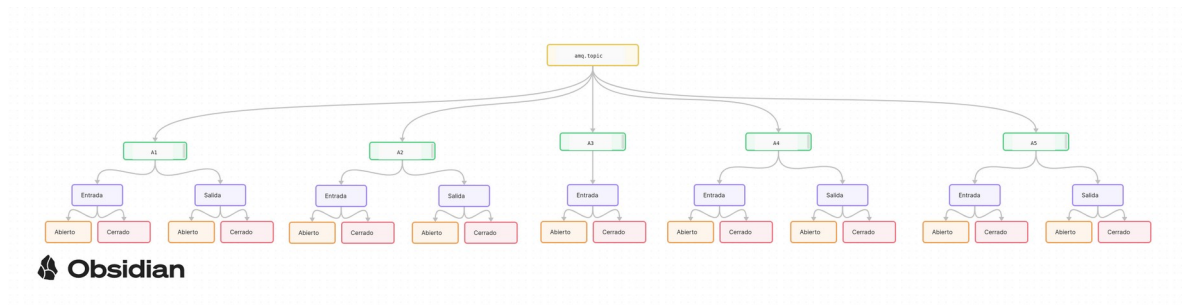 amq.topic
A1
A2
A3
A4
A5
Entrada
Salida
Entrada
Salida
Entrada
Entrada
Salida
Entrada
Salida
Abierto
Cerrado
Abierto
Cerrado
Abierto
Cerrado
Abierto
Cerrado
Abierto
Cerrado
Abierto
Cerrado
Abierto
Cerrado
Abierto
Cerrado
Abierto
Cerrado
Obsidian